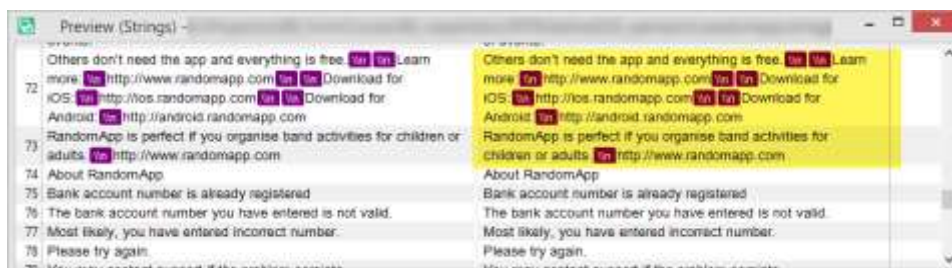 Preview (Strings) -
Others don't need the app and everything is free. \n \n Learn
more: \n http://www.randomapp.com \n \n Download for
iOS: \n http://ios.randomapp.com \n \n Download for
Android: \n http://android.randomapp.com
72
Others don't need the app and everything is free. \n \n Learn
more: \n http://www.randomapp.com \n \n Download for
iOS: \n http://ios.randomapp.com \n \n Download for
Android: \n http://android.randomapp.com
73
RandomApp is perfect if you organise band activities for children or
adults. \n http://www.randomapp.com
RandomApp is perfect if you organise band activities for
children or adults. \n http://www.randomapp.com
74 About RandomApp About RandomApp
75 Bank account number is already registered Bank account number is already registered
76 The bank account number you have entered is not valid. The bank account number you have entered is not valid.
77 Most likely, you have entered incorrect number. Most likely, you have entered incorrect number.
78 Please try again. Please try again.